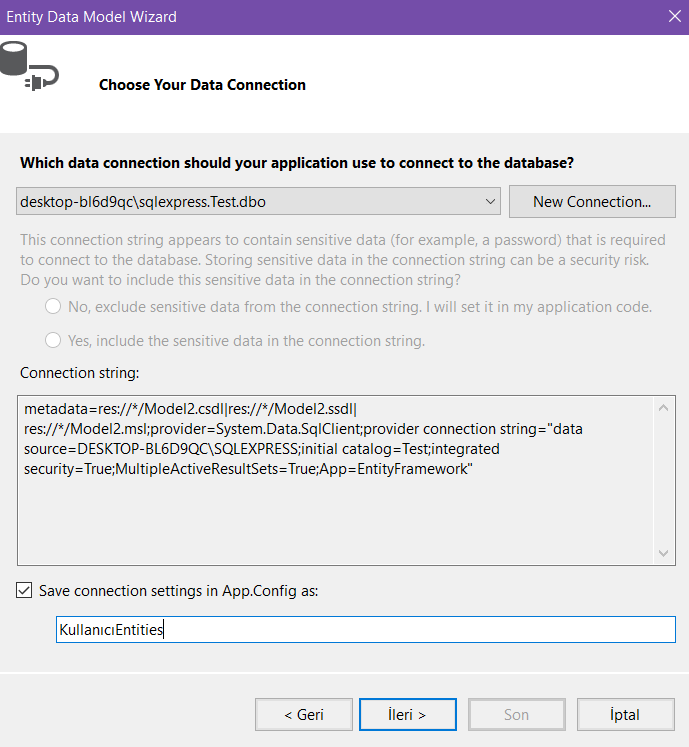 Entity Data Model Wizard
Choose Your Data Connection
Which data connection should your application use to connect to the database?
desktop-bl6d9qc\sqlexpress.Test.dbo
New Connection...
This connection string appears to contain sensitive data (for example, a password) that is required
to connect to the database. Storing sensitive data in the connection string can be a security risk.
Do you want to include this sensitive data in the connection string?
No, exclude sensitive data from the connection string. I will set it in my application code.
Yes, include the sensitive data in the connection string.
Connection string:
metadata=res://*/Model2.csdl|res://*/Model2.ssdl|
res://*/Model2.msl;provider=System.Data.SqlClient;provider connection string="data
source=DESKTOP-BL6D9QC\SQLEXPRESS;initial catalog=Test;integrated
security=True;MultipleActiveResultSets=True;App=EntityFramework"
Save connection settings in App.Config as:
KullanıcıEntities
< Geri
İleri >
Son
İptal